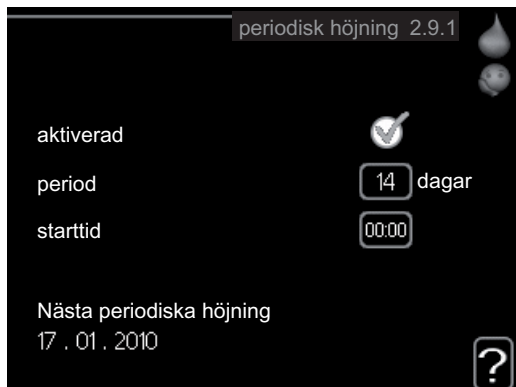 periodisk höjning 2.9.1
aktiverad
period 14 dagar
starttid 00:00
Nästa periodiska höjning
17 . 01 . 2010
?